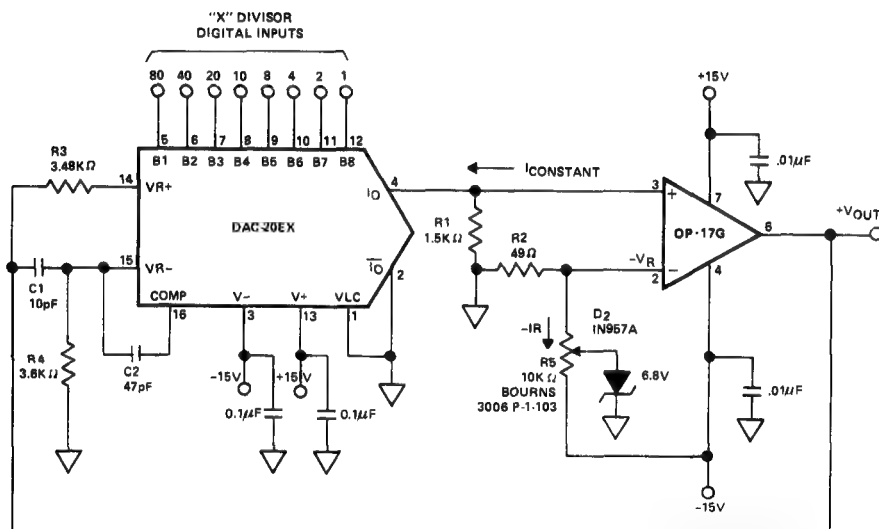 "X" DIVISOR
DIGITAL INPUTS
80 40 20 10 8 4 2 1
5 6 7 8 9 10 11 12
B1 B2 B3 B4 B5 B6 B7 B8
R3
3.48KΩ
14
VR+
IO
4
ICONSTANT
DAC-20EX
R1
1.5KΩ
R2
49Ω
15
VR-
C1
10pF
IO
2
COMP
V-
V+
VLC
16
3
13
1
R4
3.6KΩ
C2
47pF
-15V
+15V
0.1μF
0.1μF
+15V
.01μF
3
+
7
OP-17G
6
+VOUT
-VR
2
-
4
D2
IN957A
-IR
R5
10KΩ
BOURNS
3006 P-1-103
6.8V
.01μF
-15V